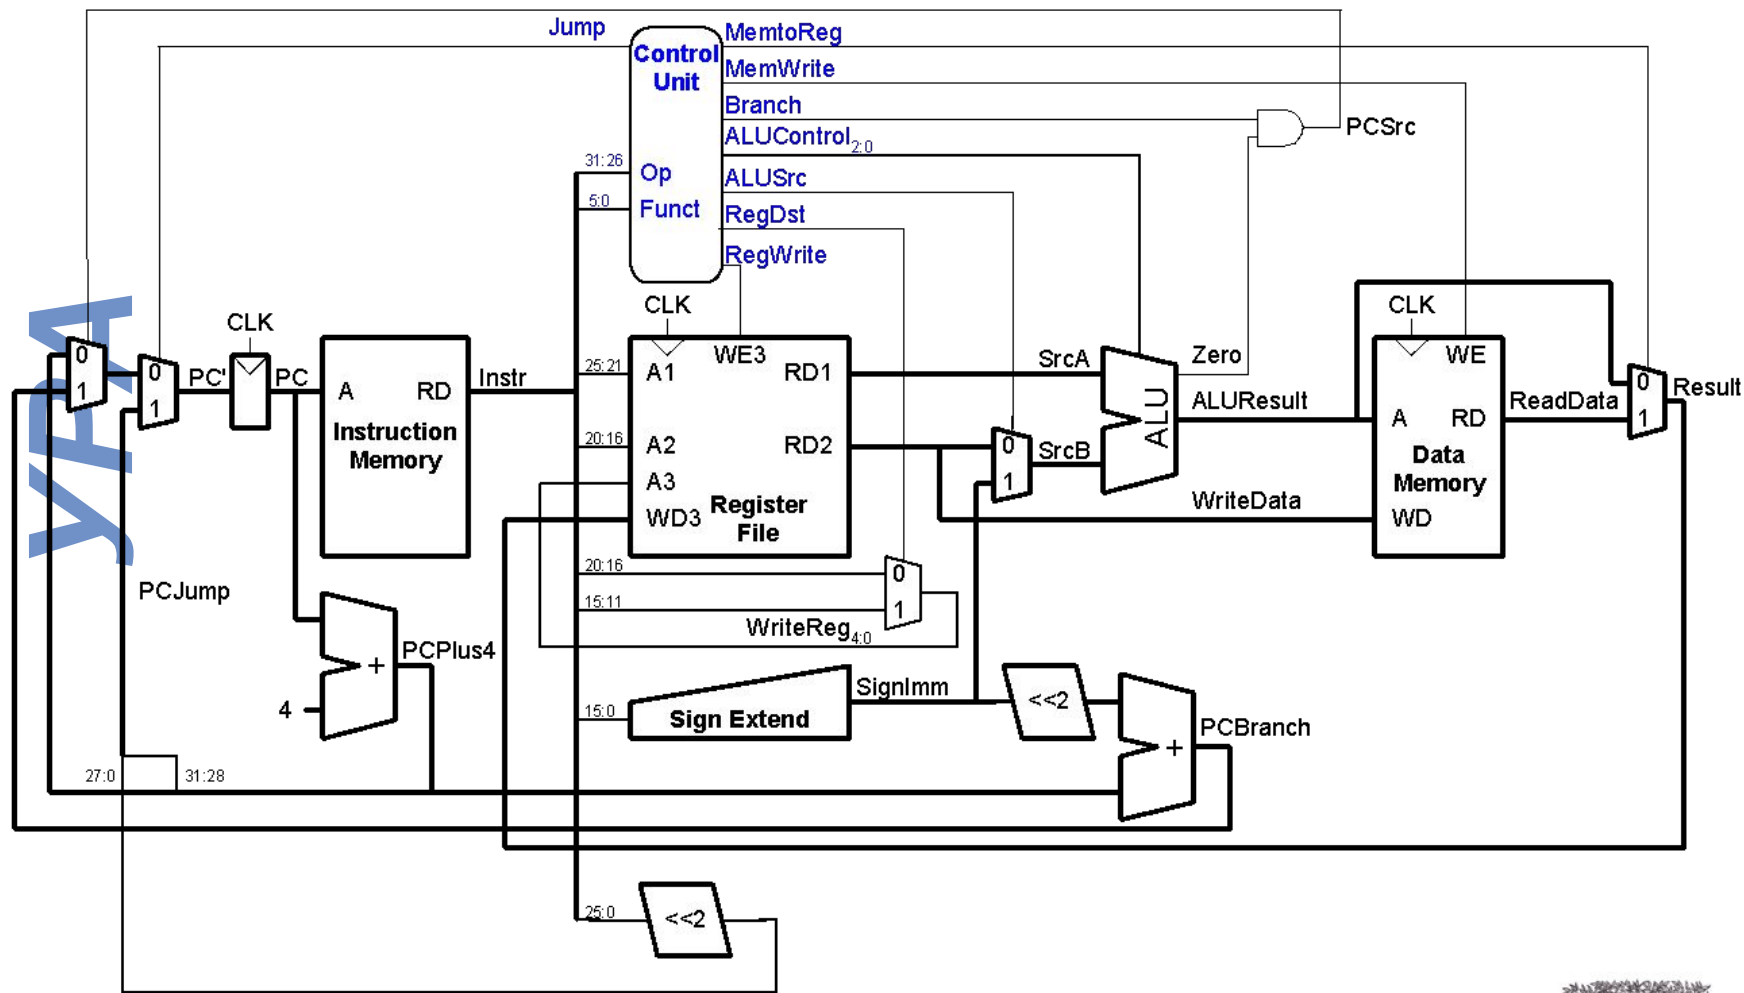 Jump
Control
Unit
MemtoReg
MemWrite
Branch
ALUControl2:0
PCSrc
31:26
Op
ALUSrc
5:0
Funct
RegDst
RegWrite
CLK
CLK
CLK
0
1
0
1
PC'
PC
A
RD
Instruction
Memory
Instr
25:21
A1
WE3
RD1
SrcA
Zero
ALU
ALUResult
20:16
A2
RD2
0
1
SrcB
A3
WD3
Register
File
WE
A
RD
Data
Memory
WD
ReadData
0
1
Result
WriteData
PCJump
20:16
0
15:11
1
WriteReg4:0
PCPlus4
+
4
15:0
Sign Extend
SignImm
<<2
PCBranch
+
27:0
31:28
25:0
<<2